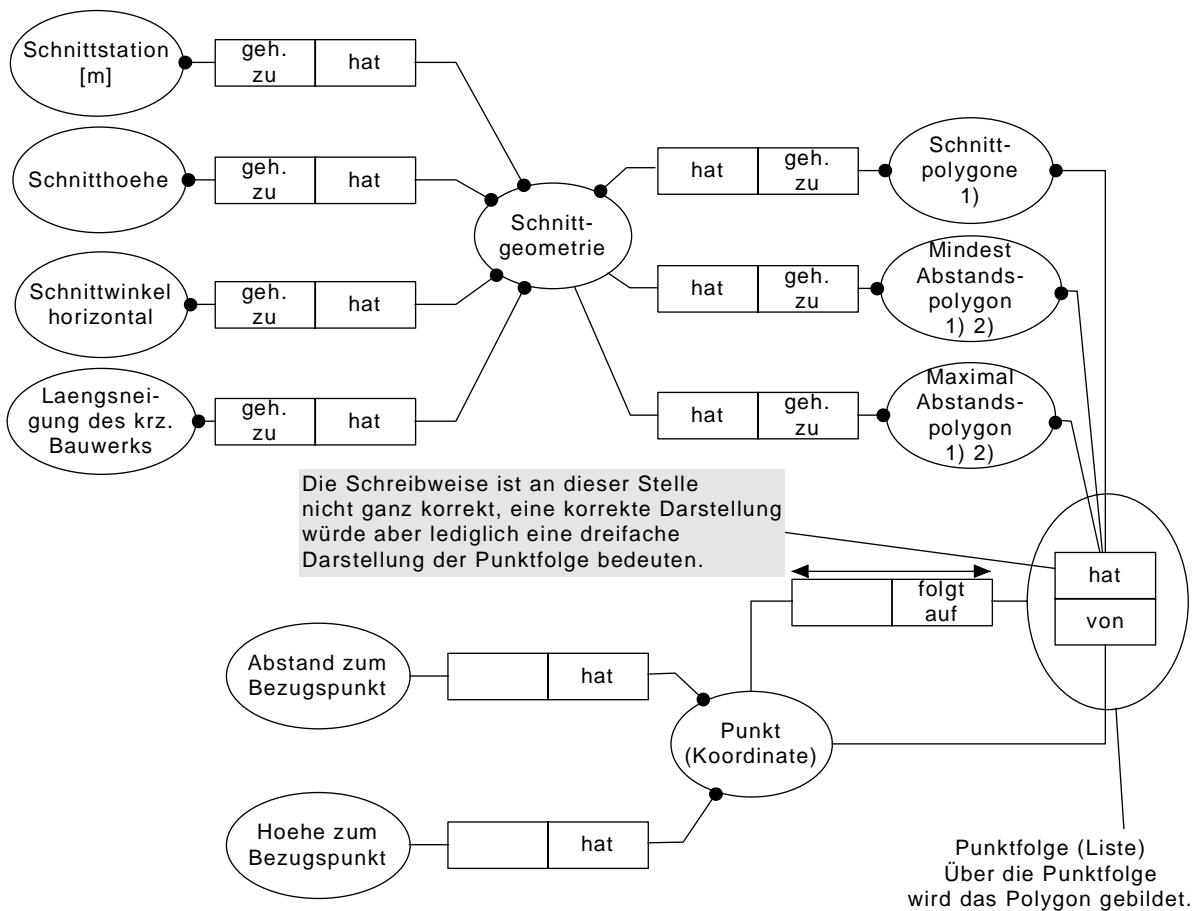 Schnittstation
[m]
geh.
zu
hat
Schnitthoehe
geh.
zu
hat
Schnittwinkel
horizontal
geh.
zu
hat
Laengsnei-
gung des krz.
Bauwerks
geh.
zu
hat
Schnitt-
geometrie
hat
geh.
zu
Schnitt-
polygone
1)
hat
geh.
zu
Mindest
Abstands-
polygon
1) 2)
hat
geh.
zu
Maximal
Abstands-
polygon
1) 2)
Die Schreibweise ist an dieser Stelle
nicht ganz korrekt, eine korrekte Darstellung
würde aber lediglich eine dreifache
Darstellung der Punktfolge bedeuten.
hat
von
folgt
auf
Abstand zum
Bezugspunkt
hat
Punkt
(Koordinate)
Hoehe zum
Bezugspunkt
hat
Punktfolge (Liste)
Über die Punktfolge
wird das Polygon gebildet.